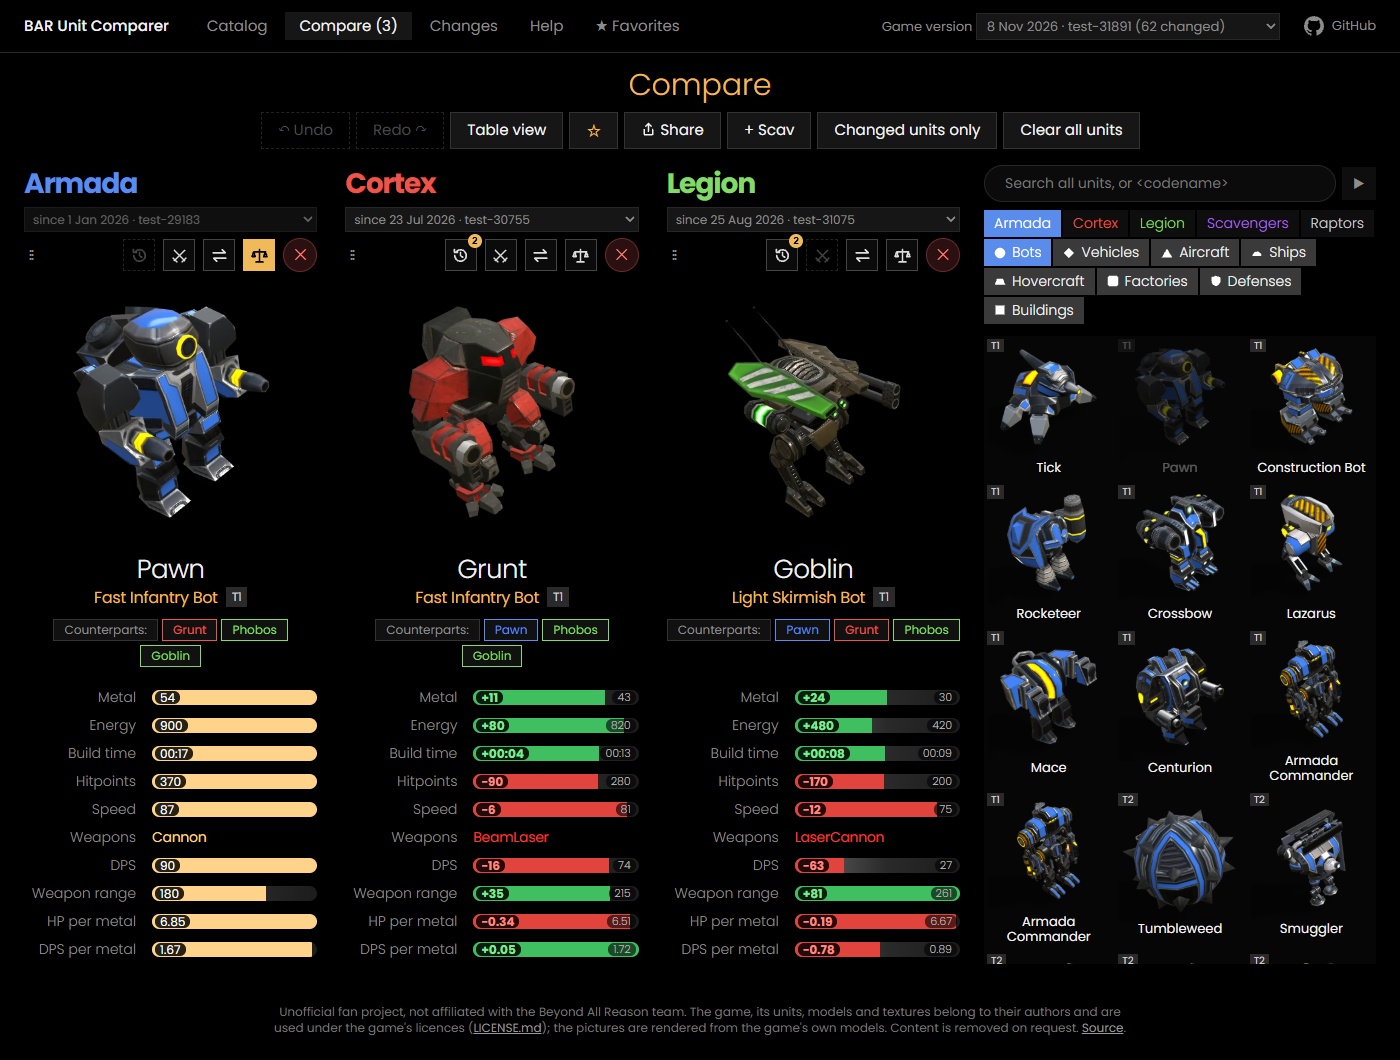 BAR Unit Comparer Catalog Compare (3) Changes Help ★ Favorites Game version 8 Nov 2026 · test-31891 (62 changed) GitHub
Compare
Undo Redo Table view Share + Scav Changed units only Clear all units
Armada Cortex Legion
since 1 Jan 2026 · test-29183 since 23 Jul 2026 · test-30755 since 25 Aug 2026 · test-31075
2 2
Pawn Grunt Goblin
Fast Infantry Bot T1 Fast Infantry Bot T1 Light Skirmish Bot T1
Counterparts: Grunt Phobos Counterparts: Pawn Phobos Counterparts: Pawn Grunt Phobos
Goblin Goblin
Metal 54 Metal +11 43 Metal +24 30
Energy 900 Energy +80 820 Energy +480 420
Build time 00:17 Build time +00:04 00:13 Build time +00:08 00:09
Hitpoints 370 Hitpoints -90 280 Hitpoints -170 200
Speed 87 Speed -6 81 Speed -12 75
Weapons Cannon Weapons BeamLaser Weapons LaserCannon
DPS 90 DPS -16 74 DPS -63 27
Weapon range 180 Weapon range +35 215 Weapon range +81 261
HP per metal 6.85 HP per metal -0.34 6.51 HP per metal -0.19 6.67
DPS per metal 1.67 DPS per metal +0.05 1.72 DPS per metal -0.78 0.89
Search all units, or <codename>
Armada Cortex Legion Scavengers Raptors
Bots Vehicles Aircraft Ships
Hovercraft Factories Defenses
Buildings
T1 T1 T1
Tick Pawn Construction Bot
T1 T1 T1
Rocketeer Crossbow Lazarus
T1 T1 T1
Mace Centurion Armada Commander
T1 T2 T2
Armada Commander Tumbleweed Smuggler
T2 T2 T2
Unofficial fan project, not affiliated with the Beyond All Reason team. The game, its units, models and textures belong to their authors and are
used under the game's licences (LICENSE.md); the pictures are rendered from the game's own models. Content is removed on request. Source.